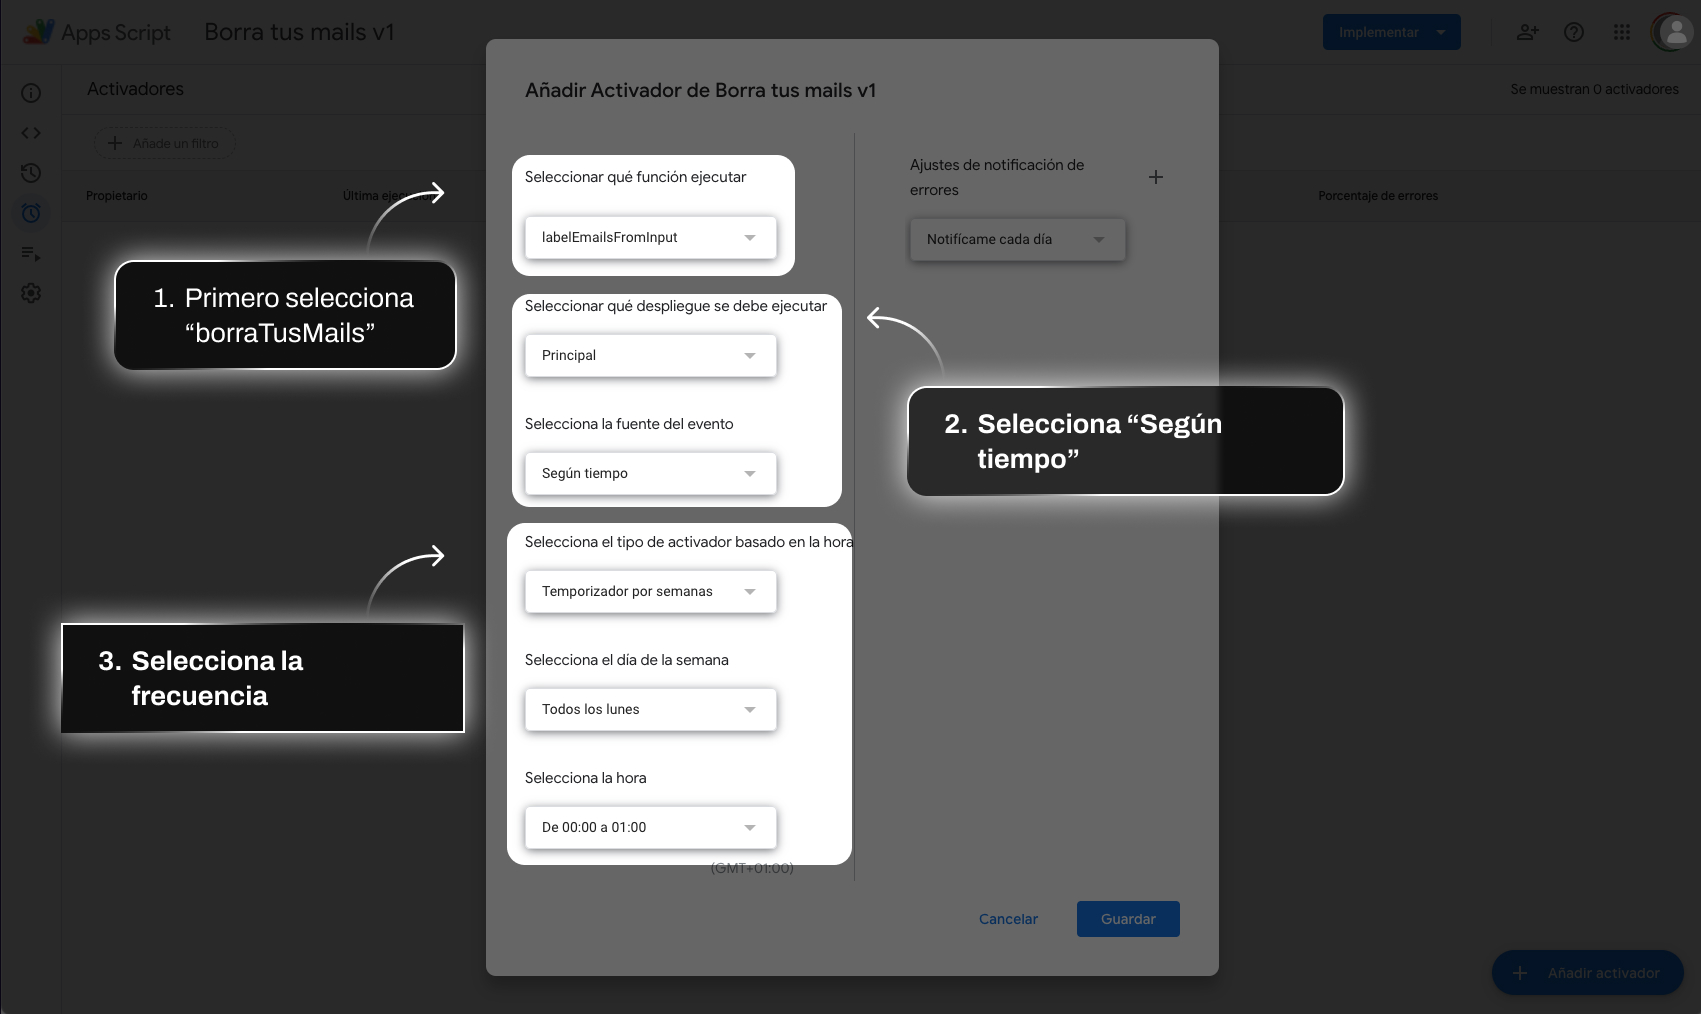 Apps Script
Borra tus mails v1
Implementar
Activadores
Se muestran 0 activadores
Añade un filtro
Propietario
Última ejecución
Porcentaje de errores
Añadir Activador de Borra tus mails v1
Seleccionar qué función ejecutar
labelEmailsFromInput
Seleccionar qué despliegue se debe ejecutar
Principal
Selecciona la fuente del evento
Según tiempo
Selecciona el tipo de activador basado en la hora
Temporizador por semanas
Selecciona el día de la semana
Todos los lunes
Selecciona la hora
De 00:00 a 01:00
(GMT+01:00)
Ajustes de notificación de
errores
Notifícame cada día
1. Primero selecciona
“borraTusMails”
2. Selecciona “Según
tiempo”
3. Selecciona la
frecuencia
Cancelar
Guardar
Añadir activador